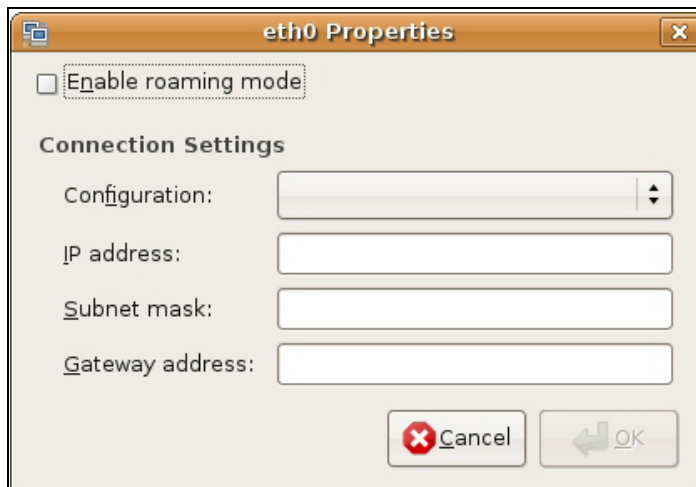 eth0 Properties
Enable roaming mode
Connection Settings
Configuration:
IP address:
Subnet mask:
Gateway address:
Cancel
OK